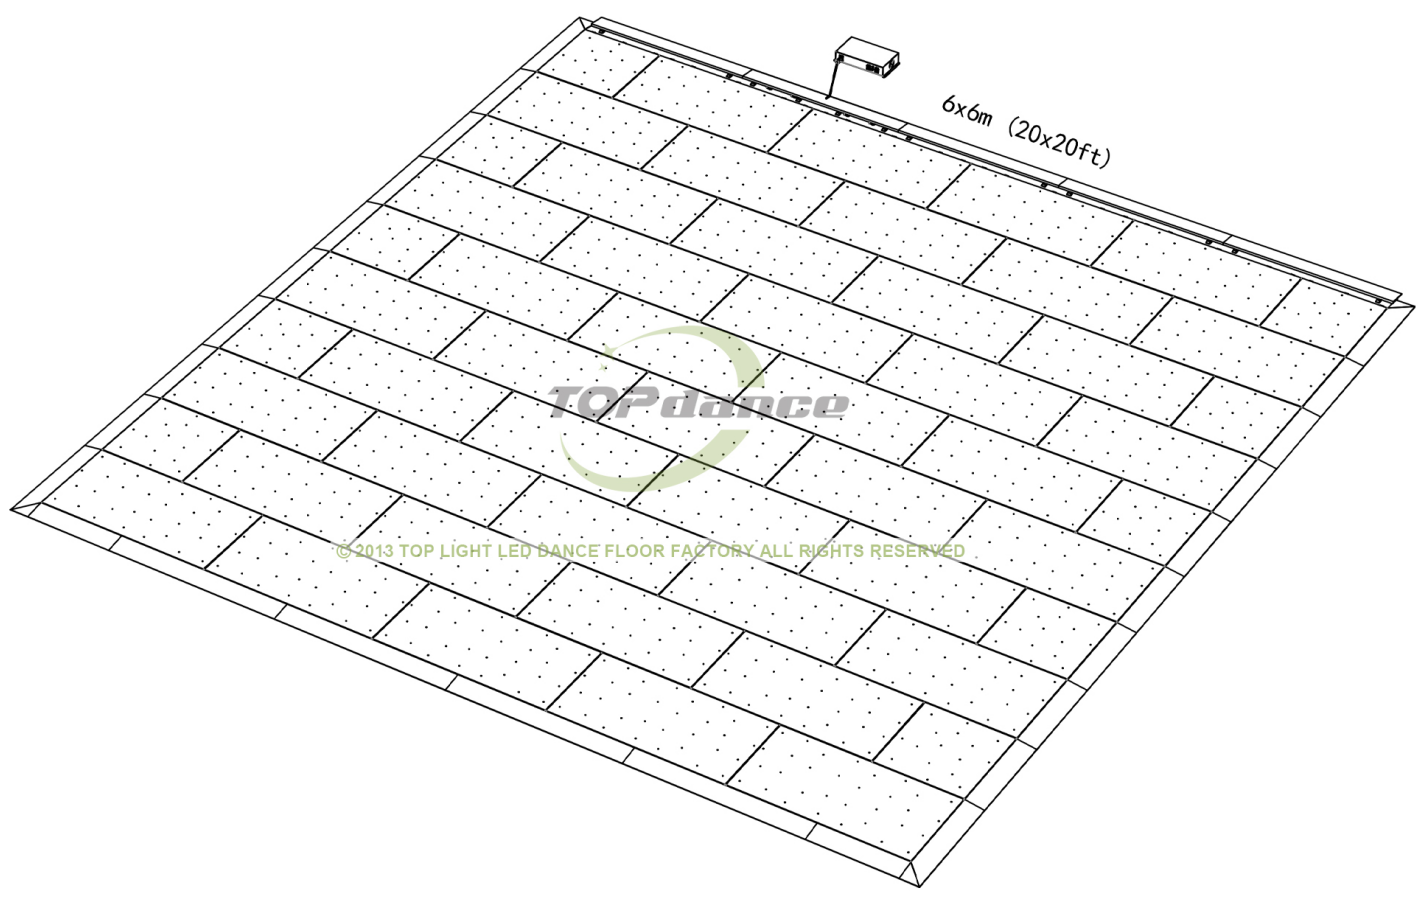 6x6m (20x20ft)
TOPdance
© 2013 TOP LIGHT LED DANCE FLOOR FACTORY ALL RIGHTS RESERVED